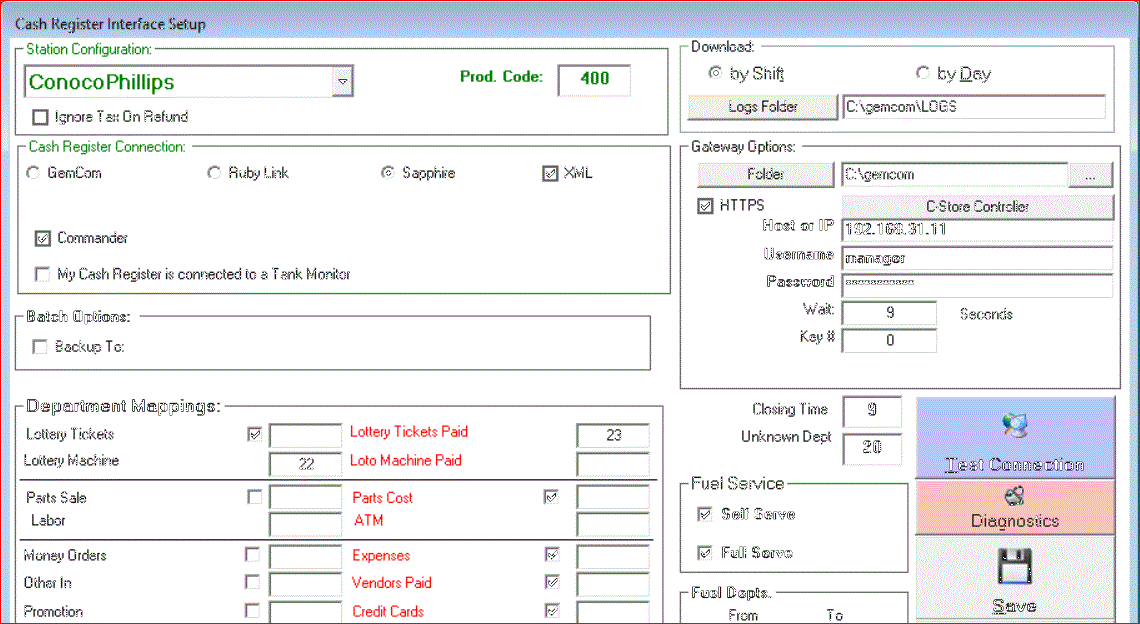 Cash Register Interface Setup
Station Configuration:
ConocoPhillips
Prod. Code: 400
Ignore Tax On Refund
Cash Register Connection:
GemCom Ruby Link Sapphire XML
Commander
My Cash Register is connected to a Tank Monitor
Batch Options:
Backup To:
Department Mappings:
Lottery Tickets Lottery Tickets Paid 23
Lottery Machine 22 Loto Machine Paid
Parts Sale Parts Cost
Labor ATM
Money Orders Expenses
Other In Vendors Paid
Promotion Credit Cards
Download:
by Shift by Day
Logs Folder C:\gemcom\LOGS
Gateway Options:
Folder C:\gemcom ...
HTTPS C-Store Controller
Host or IP 192.168.31.11
Username manager
Password ***********
Wait: 9 Seconds
Key # 0
Closing Time 9
Unknown Dept 20
Fuel Service
Self Serve
Full Serve
Fuel Depts.
From To
Test Connection
Diagnostics
Save